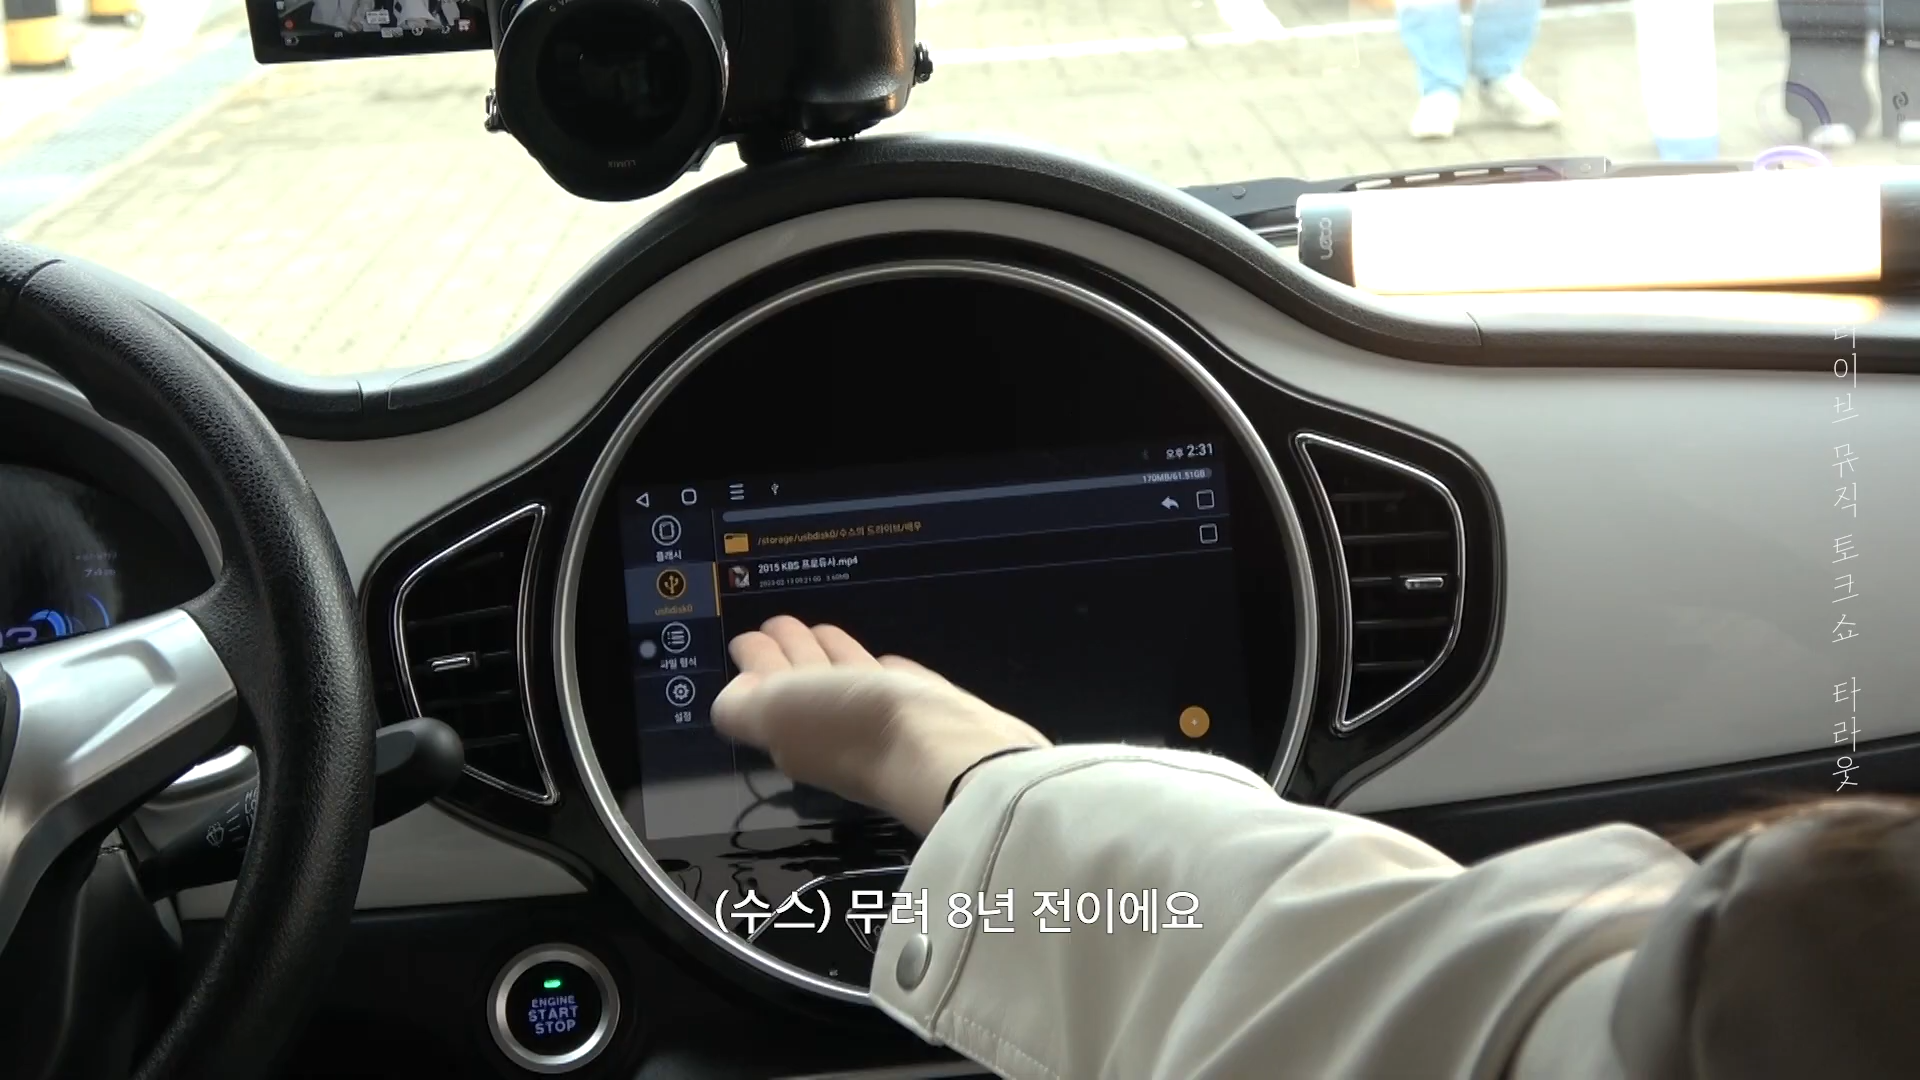 LUMIX
오후 2:31
170MB/61.51GB
/storage/usbdisk0/수스의 드라이브/배우
플래시
2015 KBS 프로듀사.mp4
usbdisk0
파일 형식
설정
드라이브 뮤직 토크쇼 타라웃
(수스) 무려 8년 전이에요
ENGINE
START
STOP